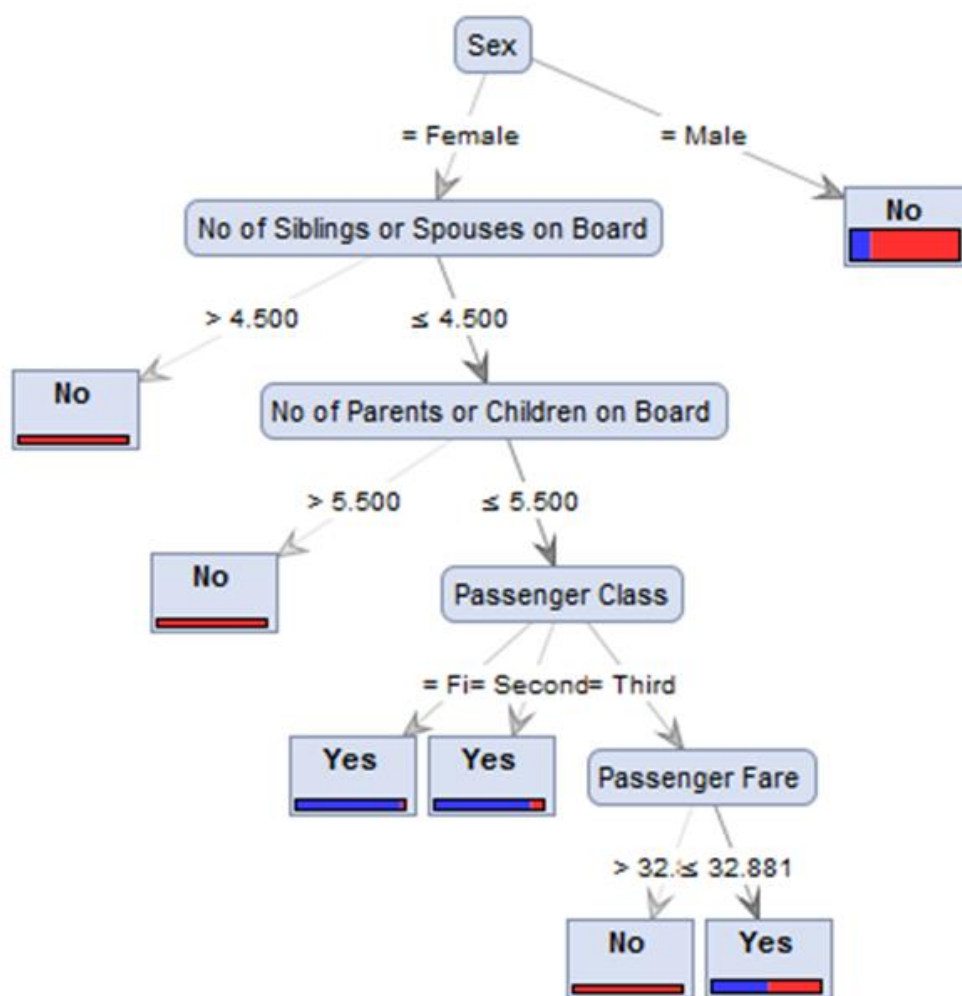 Sex
= Female
= Male
No of Siblings or Spouses on Board
No
> 4.500
≤ 4.500
No
No of Parents or Children on Board
> 5.500
≤ 5.500
No
Passenger Class
= Fi= Second= Third
Yes
Yes
Passenger Fare
> 32.≤ 32.881
No
Yes